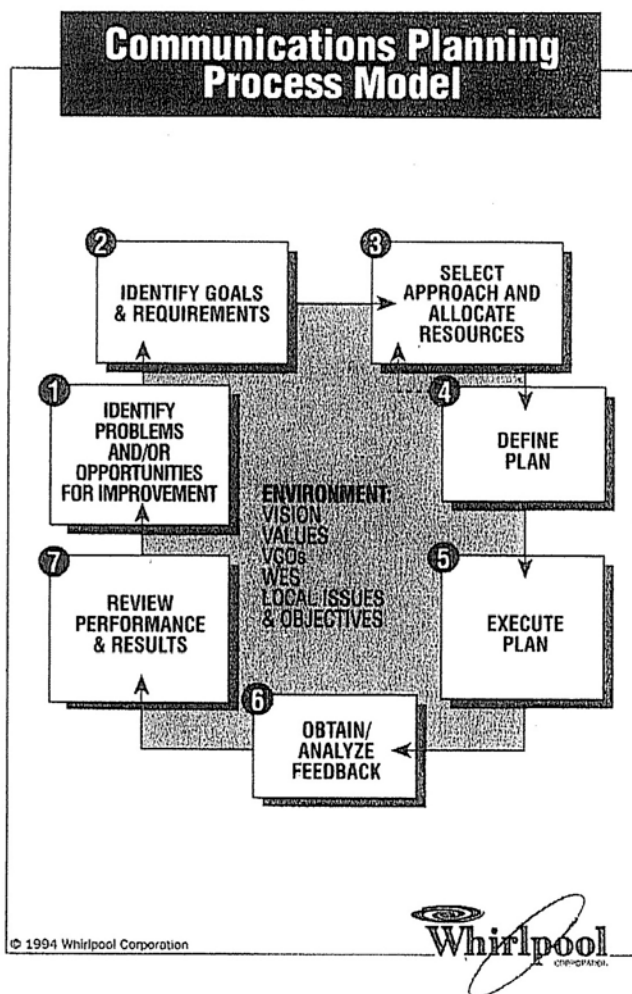 Communications Planning
Process Model
2
IDENTIFY GOALS
& REQUIREMENTS
3
SELECT
APPROACH AND
ALLOCATE
RESOURCES
1
IDENTIFY
PROBLEMS
AND/OR
OPPORTUNITIES
FOR IMPROVEMENT
4
DEFINE
PLAN
ENVIRONMENT:
VISION
VALUES
VGOs
WES
LOCAL ISSUES
& OBJECTIVES
7
REVIEW
PERFORMANCE
& RESULTS
5
EXECUTE
PLAN
6
OBTAIN/
ANALYZE
FEEDBACK
© 1994 Whirlpool Corporation
Whirlpool
CORPORATION